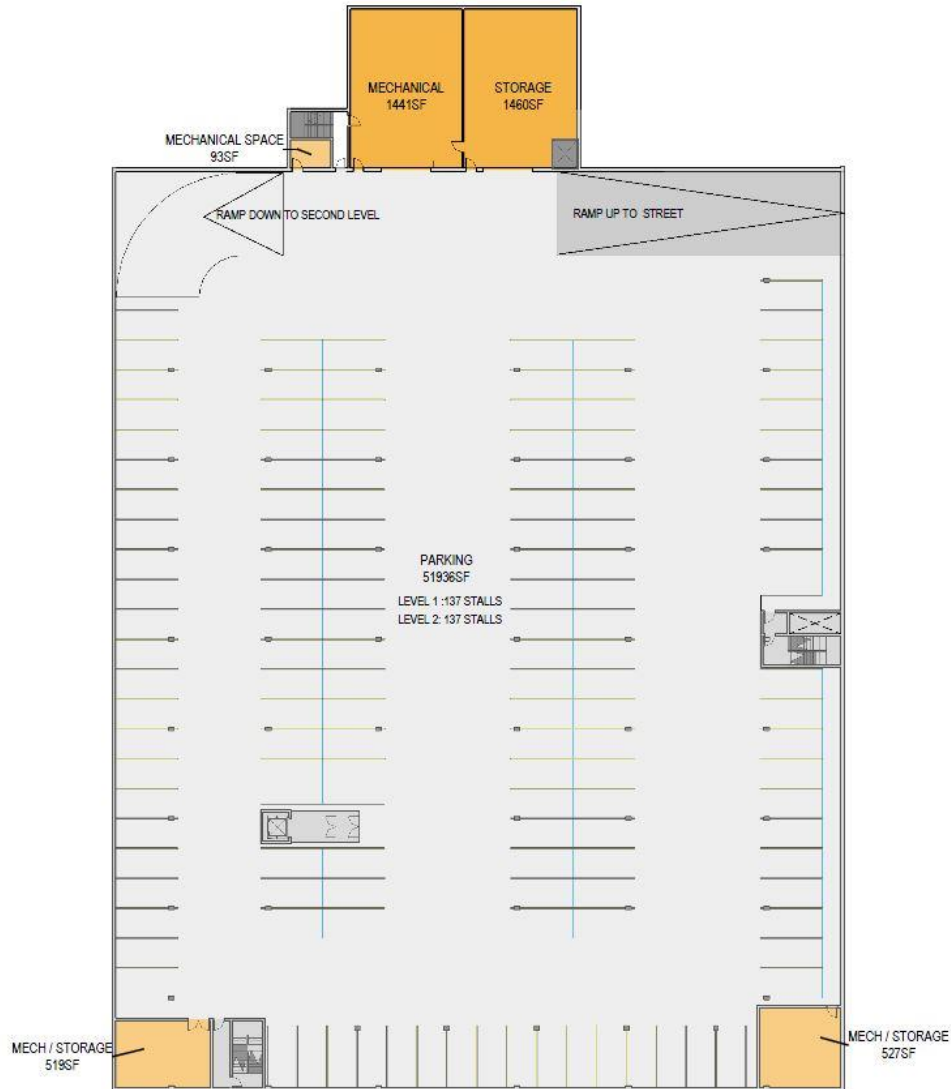 MECHANICAL
1441SF
STORAGE
1460SF
MECHANICAL SPACE
93SF
RAMP DOWN TO SECOND LEVEL
RAMP UP TO STREET
PARKING
51936SF
LEVEL 1 :137 STALLS
LEVEL 2: 137 STALLS
MECH / STORAGE
519SF
MECH / STORAGE
527SF